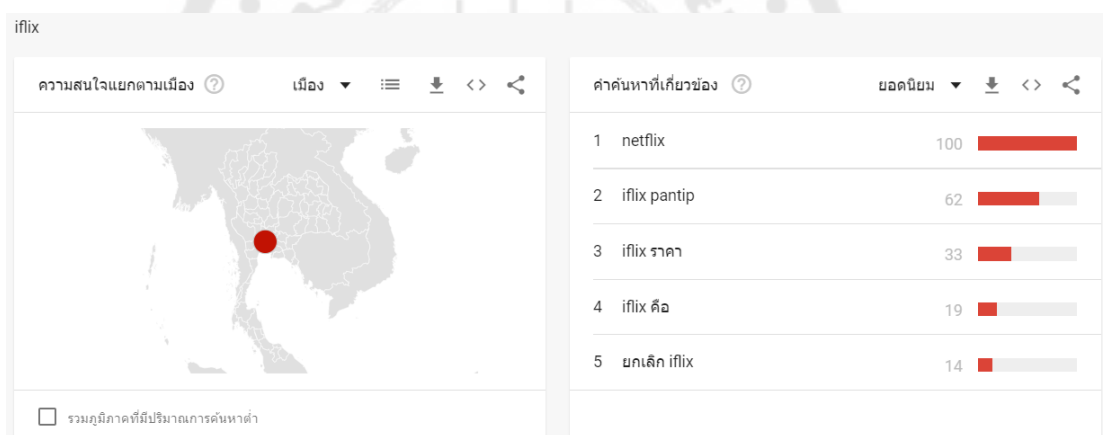 iflix
ความสนใจแยกตามเมือง ?
เมือง
คำค้นหาที่เกี่ยวข้อง ?
ยอดนิยม
1 netflix 100
2 iflix pantip 62
3 iflix ราคา 33
4 iflix คือ 19
5 ยกเลิก iflix 14
รวมภูมิภาคที่มีปริมาณการค้นหาต่ำ